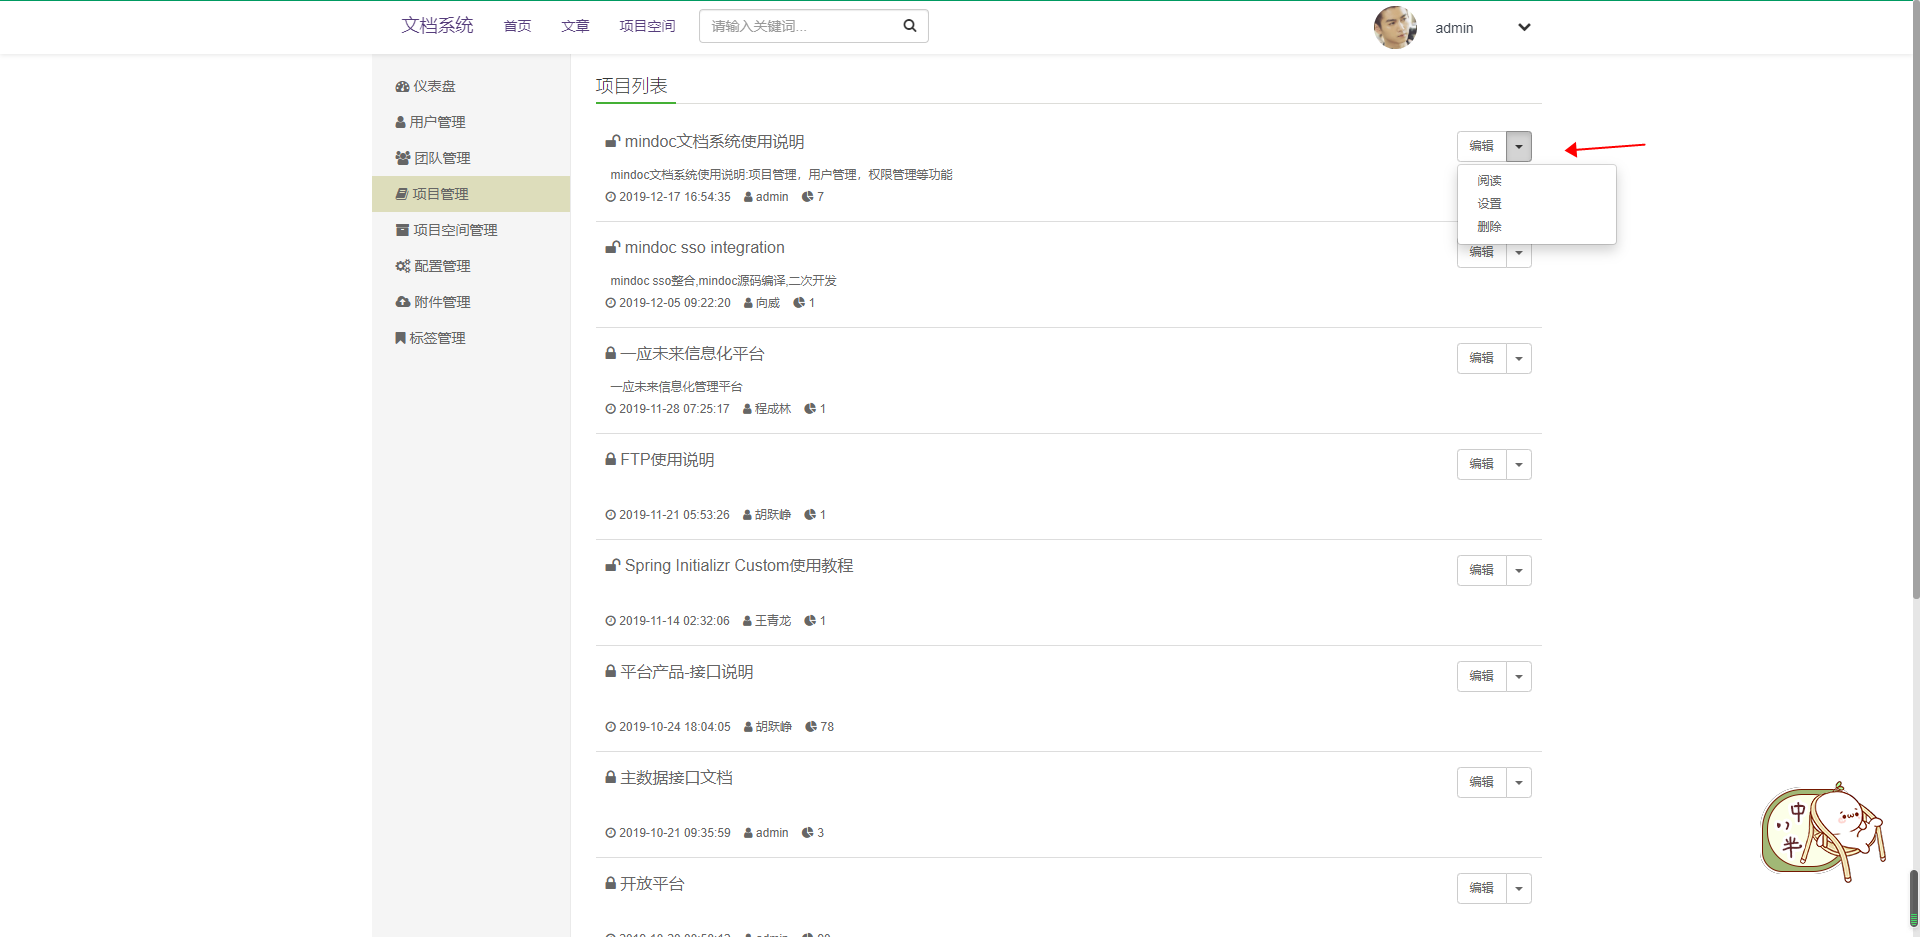 文档系统 首页 文章 项目空间 请输入关键词... admin
仪表盘
用户管理
团队管理
项目管理
项目空间管理
配置管理
附件管理
标签管理
项目列表
mindoc文档系统使用说明 编辑
mindoc文档系统使用说明:项目管理，用户管理，权限管理等功能
2019-12-17 16:54:35 admin 7
阅读
设置
删除
mindoc sso integration 编辑
mindoc sso整合,mindoc源码编译,二次开发
2019-12-05 09:22:20 向威 1
一应未来信息化平台 编辑
一应未来信息化管理平台
2019-11-28 07:25:17 程成林 1
FTP使用说明 编辑
2019-11-21 05:53:26 胡跃峥 1
Spring Initializr Custom使用教程 编辑
2019-11-14 02:32:06 王青龙 1
平台产品-接口说明 编辑
2019-10-24 18:04:05 胡跃峥 78
主数据接口文档 编辑
2019-10-21 09:35:59 admin 3
开放平台 编辑
中
半